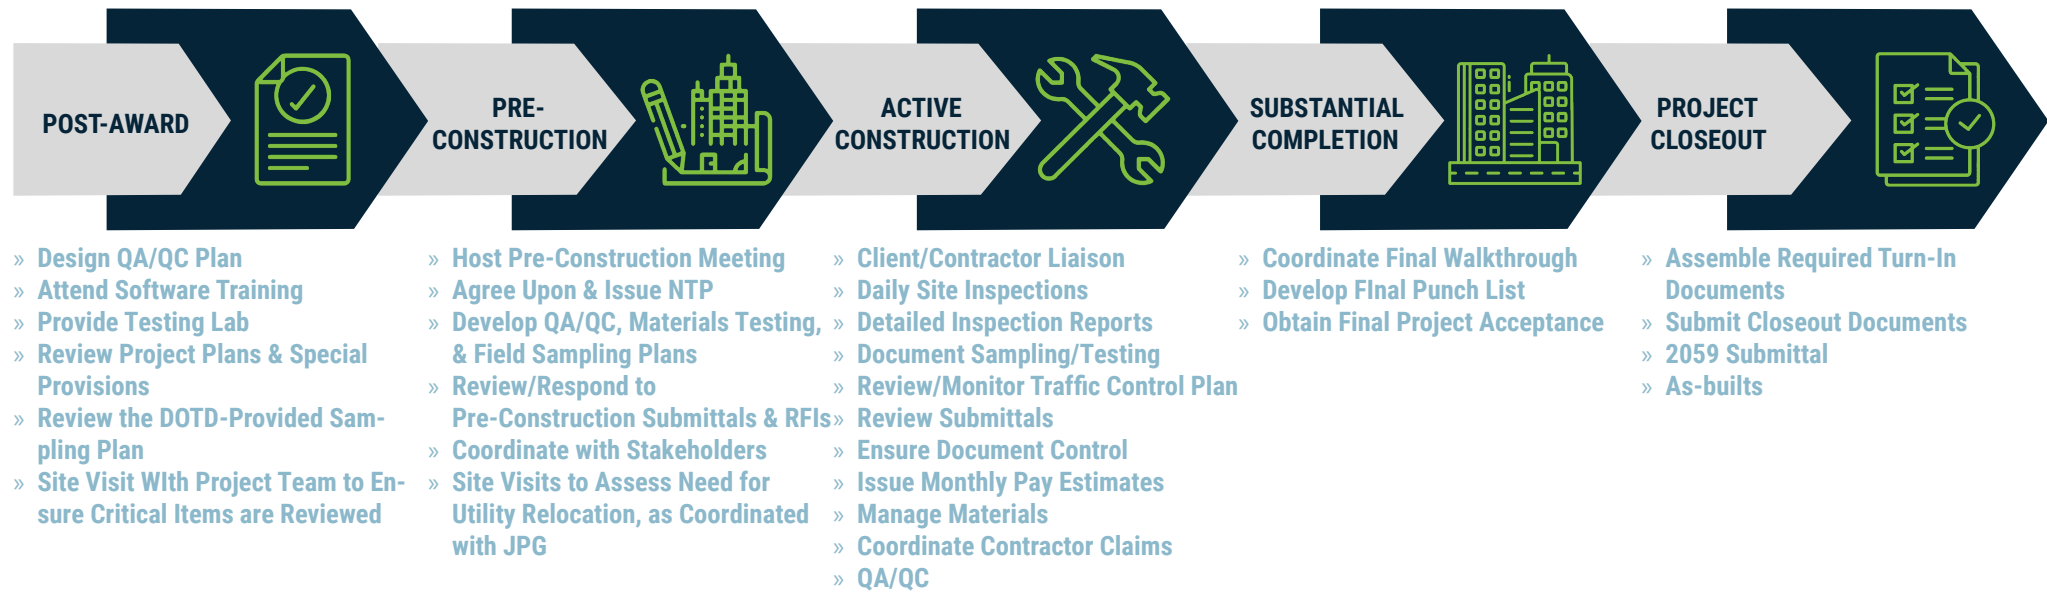 POST-AWARD
» Design QA/QC Plan
» Attend Software Training
» Provide Testing Lab
» Review Project Plans & Special
Provisions
» Review the DOTD-Provided Sam-
pling Plan
» Site Visit WIth Project Team to En-
sure Critical Items are Reviewed
PRE-
CONSTRUCTION
» Host Pre-Construction Meeting
» Agree Upon & Issue NTP
» Develop QA/QC, Materials Testing,
& Field Sampling Plans
» Review/Respond to
Pre-Construction Submittals & RFIs
» Coordinate with Stakeholders
» Site Visits to Assess Need for
Utility Relocation, as Coordinated
with JPG
ACTIVE
CONSTRUCTION
» Client/Contractor Liaison
» Daily Site Inspections
» Detailed Inspection Reports
» Document Sampling/Testing
» Review/Monitor Traffic Control Plan
» Review Submittals
» Ensure Document Control
» Issue Monthly Pay Estimates
» Manage Materials
» Coordinate Contractor Claims
» QA/QC
SUBSTANTIAL
COMPLETION
» Coordinate Final Walkthrough
» Develop FInal Punch List
» Obtain Final Project Acceptance
PROJECT
CLOSEOUT
» Assemble Required Turn-In
Documents
» Submit Closeout Documents
» 2059 Submittal
» As-builts